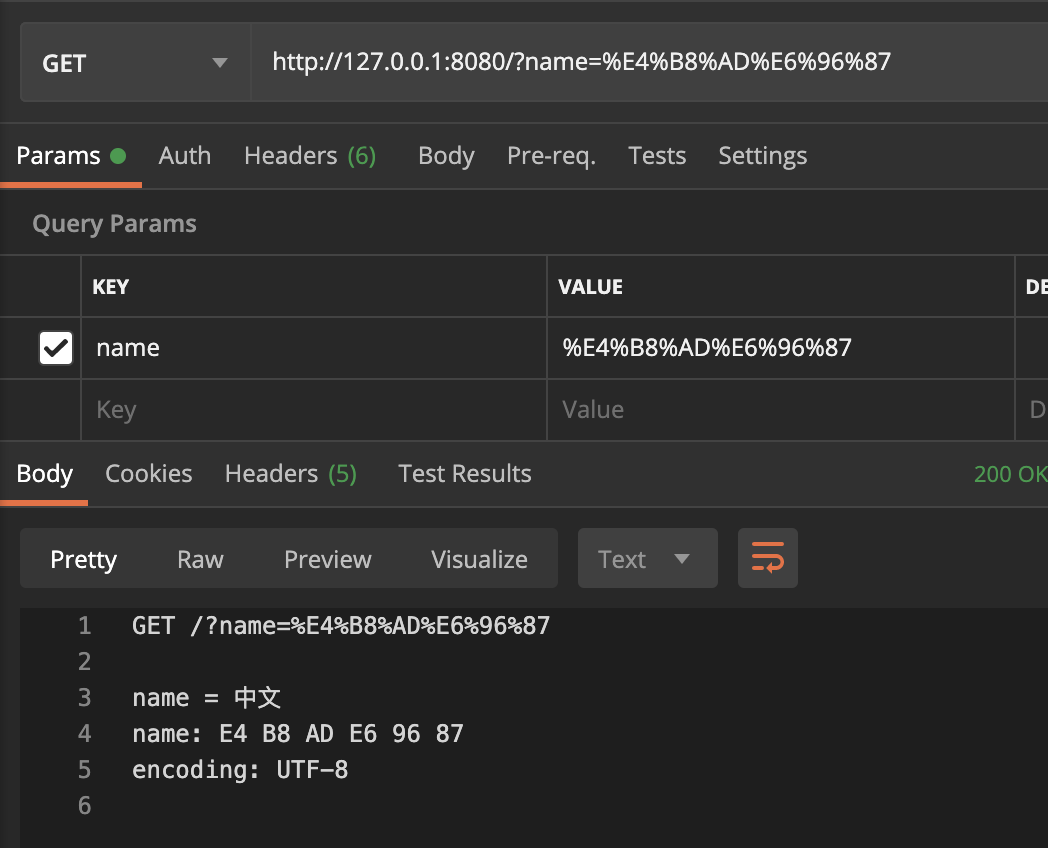 GET http://127.0.0.1:8080/?name=%E4%B8%AD%E6%96%87
Params Auth Headers (6) Body Pre-req. Tests Settings
Query Params
KEY VALUE DE
name %E4%B8%AD%E6%96%87
Key Value D
Body Cookies Headers (5) Test Results 200 OK
Pretty Raw Preview Visualize Text
1 GET /?name=%E4%B8%AD%E6%96%87
2
3 name = 中文
4 name: E4 B8 AD E6 96 87
5 encoding: UTF-8
6